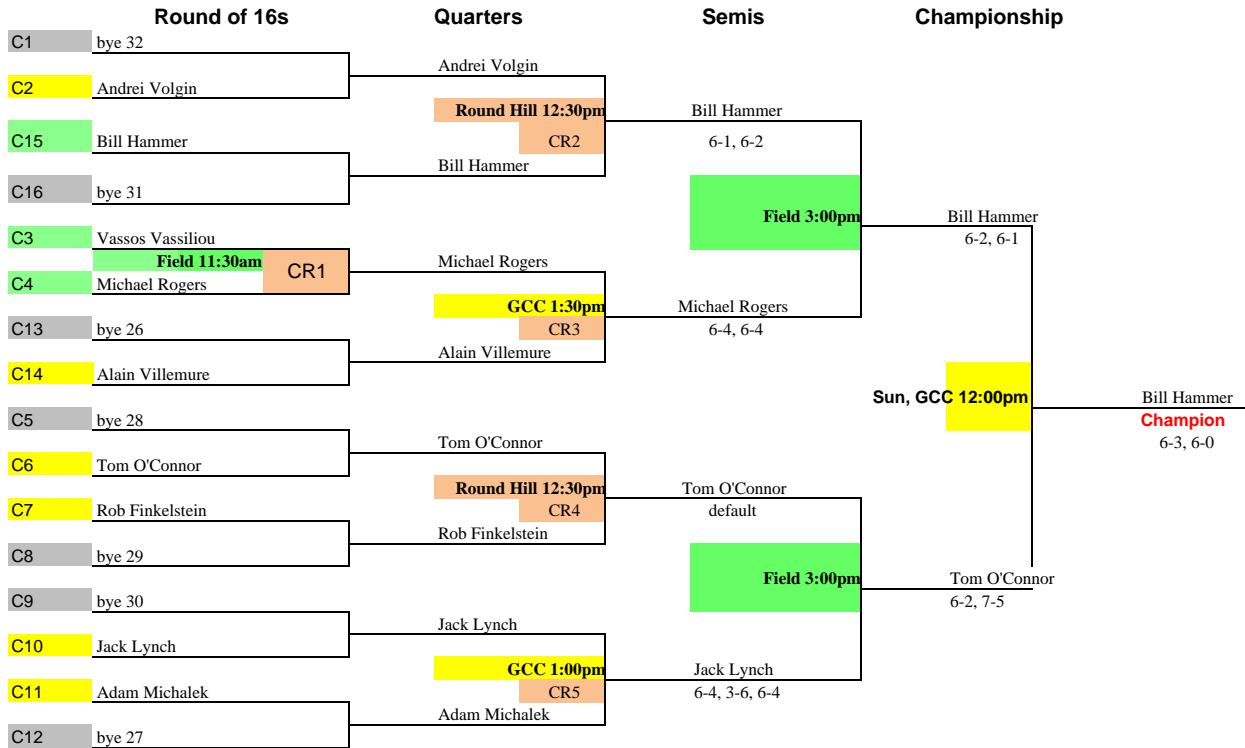 Round of 16s Quarters Semis Championship
C1 bye 32
Andrei Volgin
C2 Andrei Volgin
Round Hill 12:30pm Bill Hammer
C15 Bill Hammer CR2 6-1, 6-2
Bill Hammer
C16 bye 31
Field 3:00pm Bill Hammer
C3 Vassos Vassiliou 6-2, 6-1
Field 11:30am CR1 Michael Rogers
C4 Michael Rogers
GCC 1:30pm Michael Rogers
C13 bye 26 CR3 6-4, 6-4
Alain Villemure
C14 Alain Villemure
Sun, GCC 12:00pm Bill Hammer
C5 bye 28 Champion
Tom O'Connor 6-3, 6-0
C6 Tom O'Connor
Round Hill 12:30pm Tom O'Connor
C7 Rob Finkelstein CR4 default
Rob Finkelstein
C8 bye 29
Field 3:00pm Tom O'Connor
C9 bye 30 6-2, 7-5
Jack Lynch
C10 Jack Lynch
GCC 1:00pm Jack Lynch
C11 Adam Michalek CR5 6-4, 3-6, 6-4
Adam Michalek
C12 bye 27